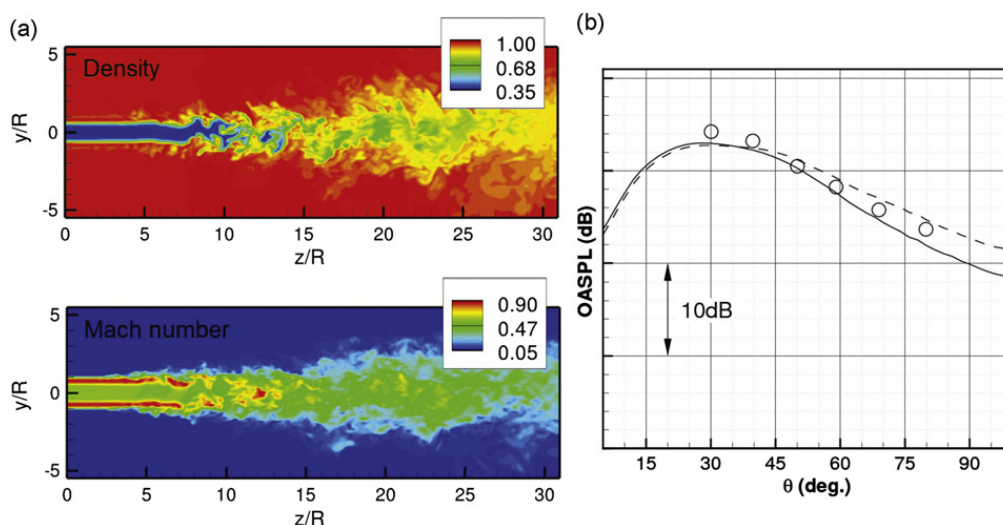 (a)
Density
1.00
0.68
0.35
y/R
5
0
-5
0 5 10 15 20 25 30
z/R
Mach number
0.90
0.47
0.05
y/R
5
0
-5
0 5 10 15 20 25 30
z/R
(b)
OASPL (dB)
10dB
15 30 45 60 75 90
θ (deg.)